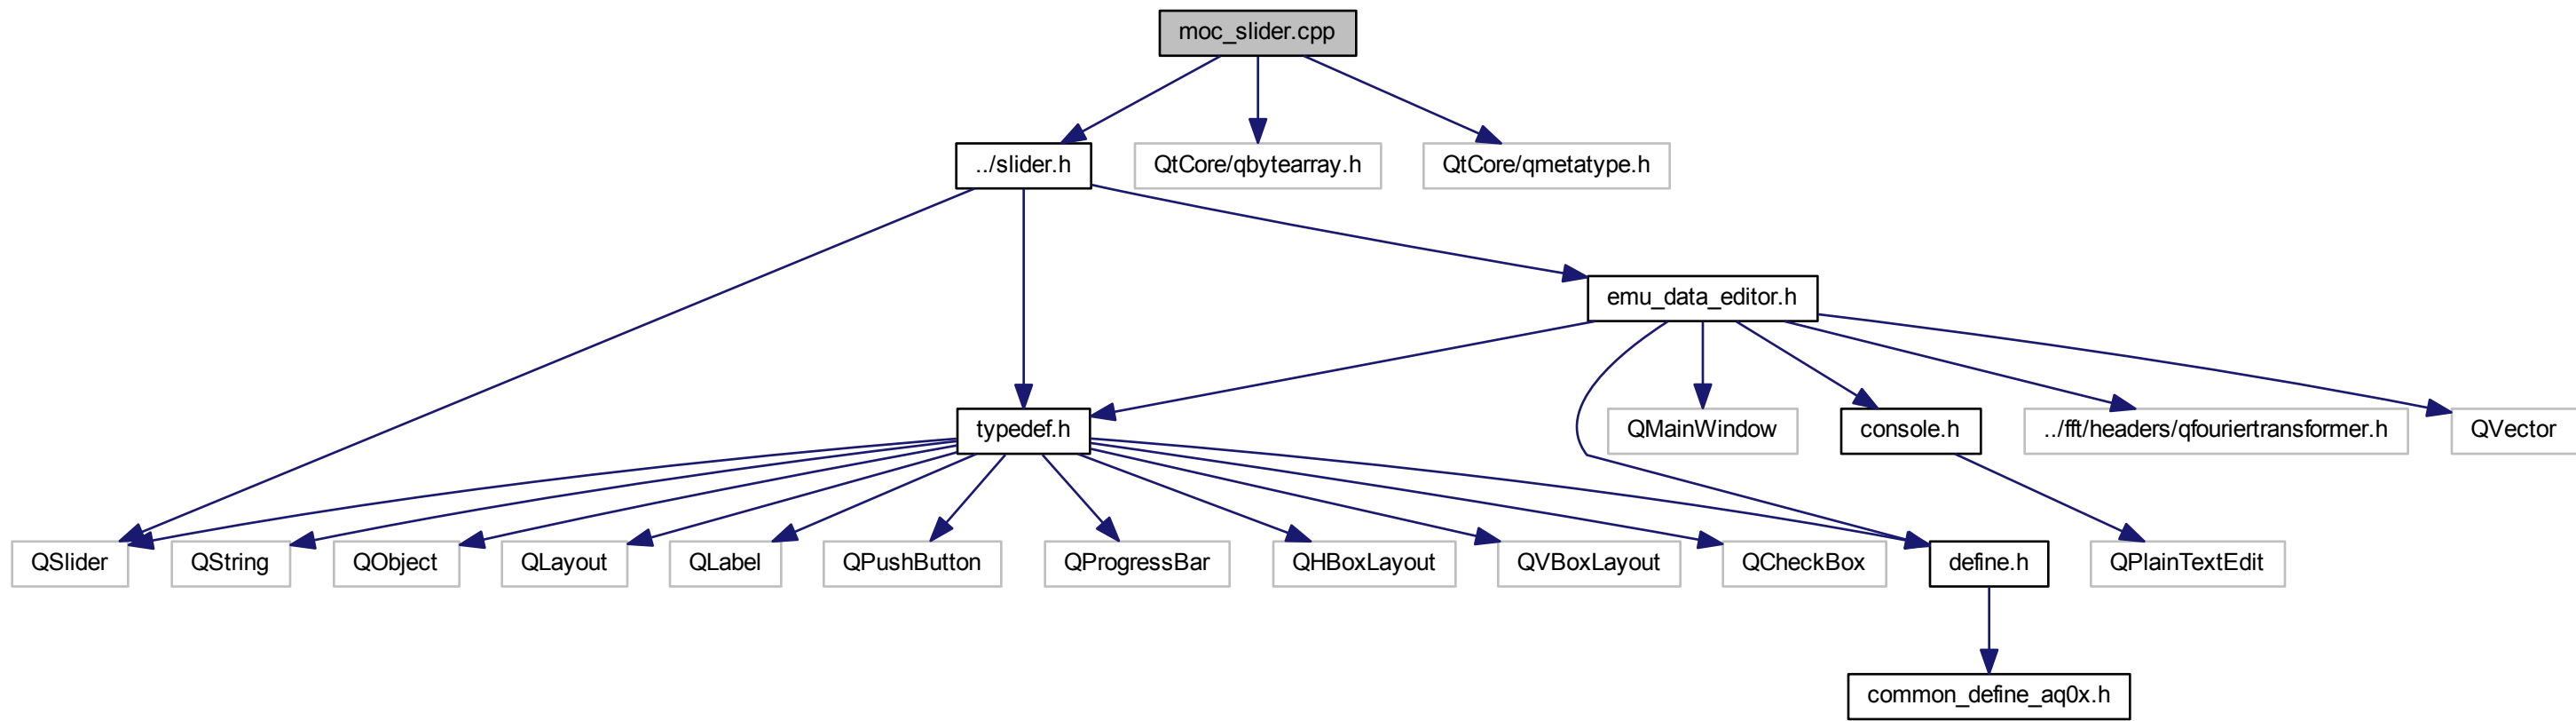 moc_slider.cpp
../slider.h
QtCore/qbytearray.h
QtCore/qmetatype.h
emu_data_editor.h
typedef.h
QMainWindow
console.h
../fft/headers/qfouriertransformer.h
QVector
QSlider
QString
QObject
QLayout
QLabel
QPushButton
QProgressBar
QHBoxLayout
QVBoxLayout
QCheckBox
define.h
QPlainTextEdit
common_define_aq0x.h